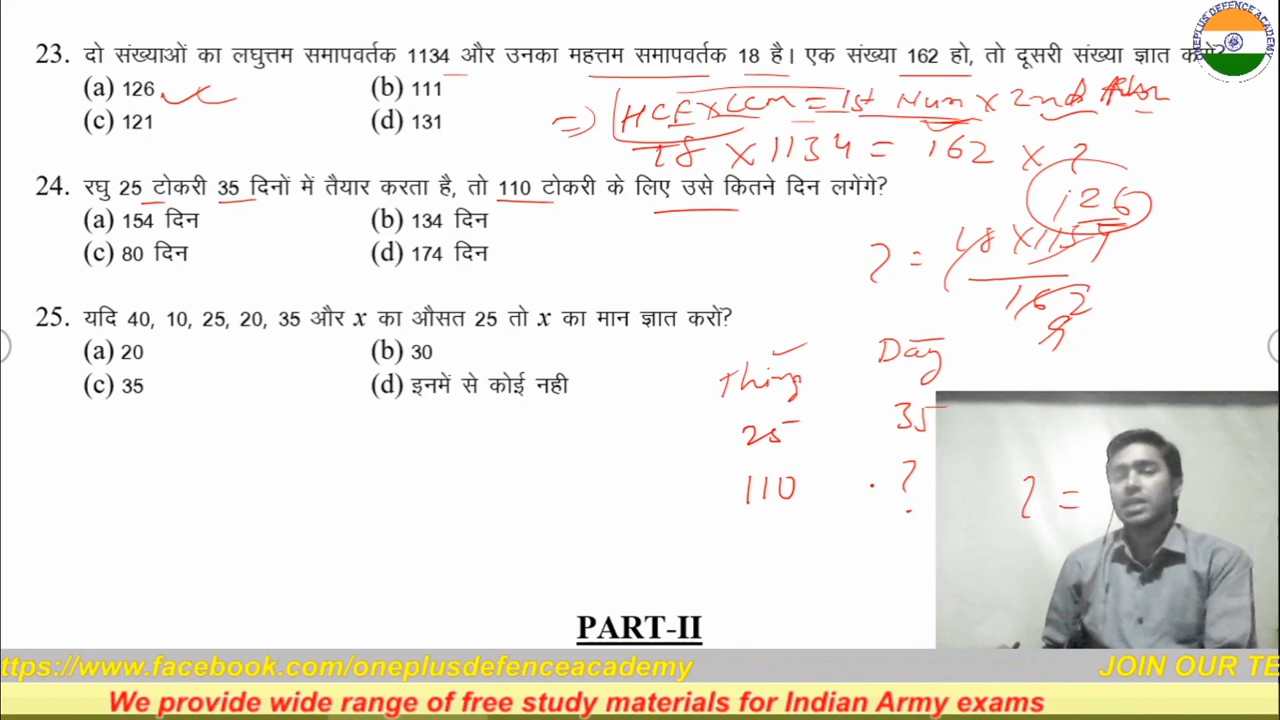 23. दो संख्याओं का लघुत्तम समापवर्तक 1134 और उनका महत्तम समापवर्तक 18 है। एक संख्या 162 हो, तो दूसरी संख्या ज्ञात करो?
(a) 126 (b) 111
(c) 121 (d) 131
=> HCF x LCM = 1st Num x 2nd
18 x 1134 = 162 x ?
126
24. रघु 25 टोकरी 35 दिनों में तैयार करता है, तो 110 टोकरी के लिए उसे कितने दिन लगेंगे?
(a) 154 दिन (b) 134 दिन
(c) 80 दिन (d) 174 दिन
? = 18 x 1134
162
9
25. यदि 40, 10, 25, 20, 35 और x का औसत 25 तो x का मान ज्ञात करों?
(a) 20 (b) 30
(c) 35 (d) इनमें से कोई नही
Things Day
25 35
110 ?
? =
PART-II
ONEPLUS DEFENCE ACADEMY
ttps://www.facebook.com/oneplusdefenceacademy JOIN OUR TE
We provide wide range of free study materials for Indian Army exams